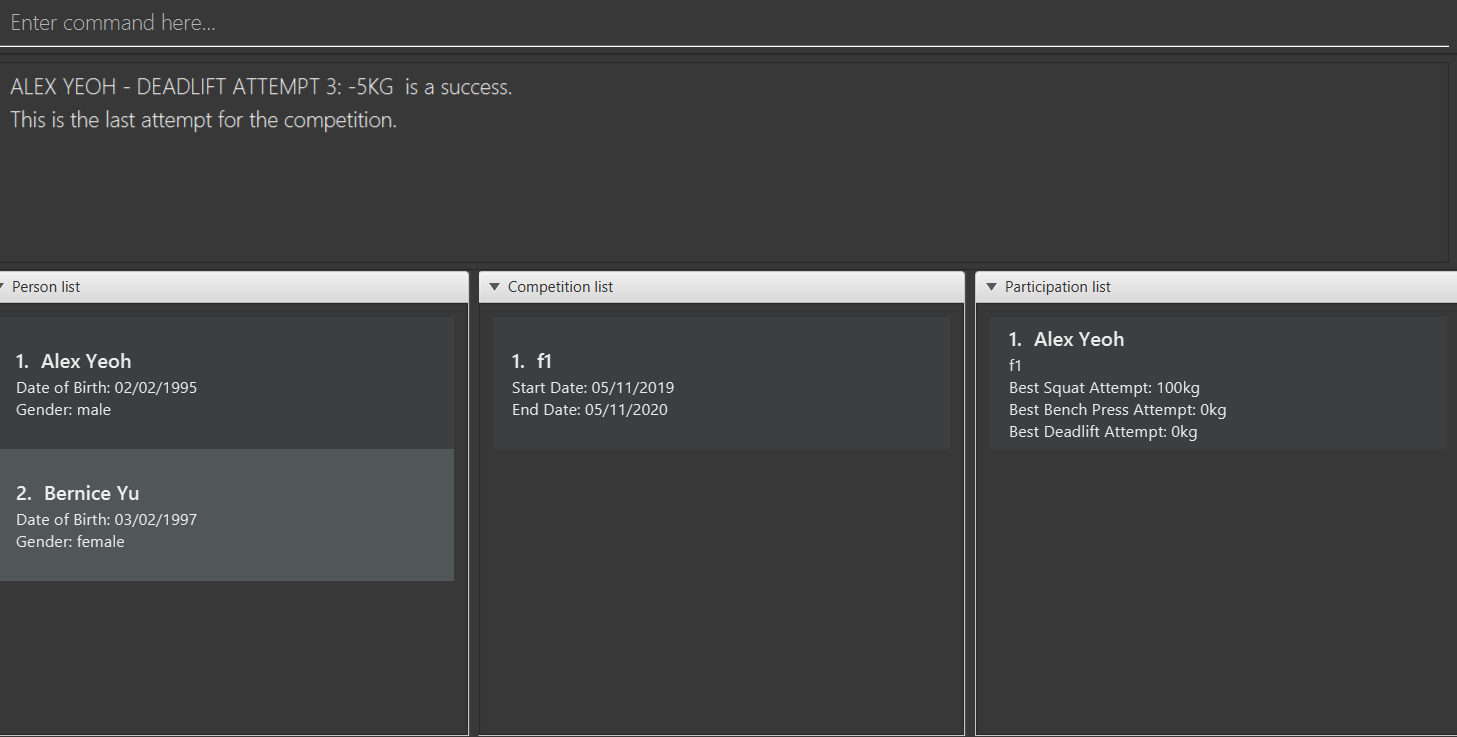 Enter command here...
ALEX YEOH - DEADLIFT ATTEMPT 3: -5KG  is a success.
This is the last attempt for the competition.
Person list
1. Alex Yeoh
Date of Birth: 02/02/1995
Gender: male
2. Bernice Yu
Date of Birth: 03/02/1997
Gender: female
Competition list
1. f1
Start Date: 05/11/2019
End Date: 05/11/2020
Participation list
1. Alex Yeoh
f1
Best Squat Attempt: 100kg
Best Bench Press Attempt: 0kg
Best Deadlift Attempt: 0kg